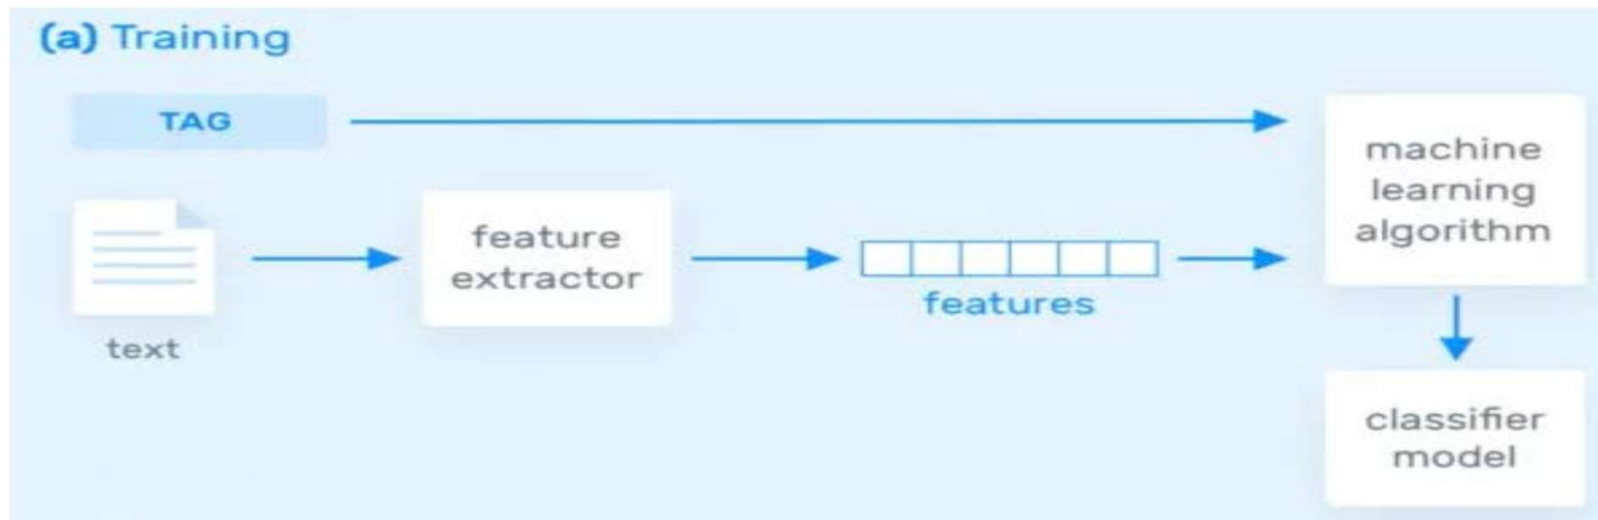 (a) Training
TAG
machine
learning
algorithm
feature
extractor
features
text
classifier
model